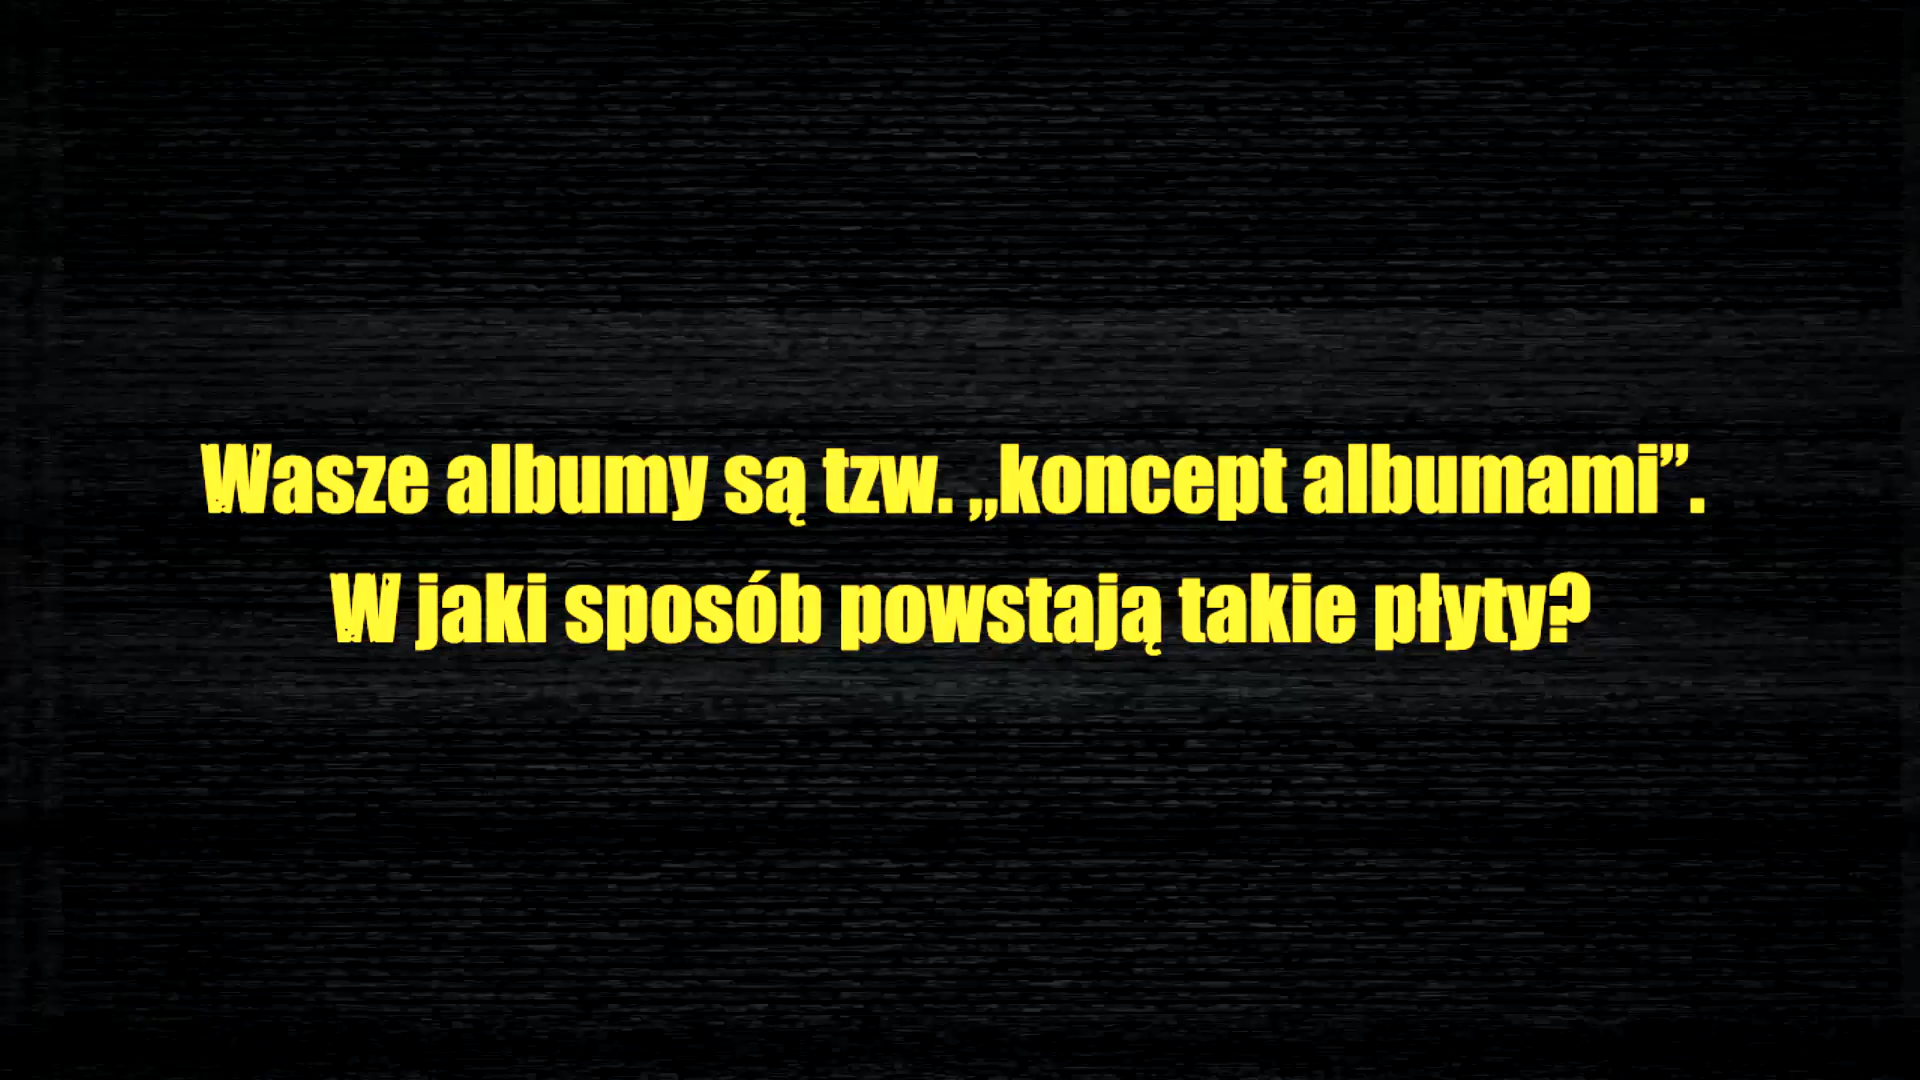 Wasze albumy są tzw. „koncept albumami”.
W jaki sposób powstają takie płyty?